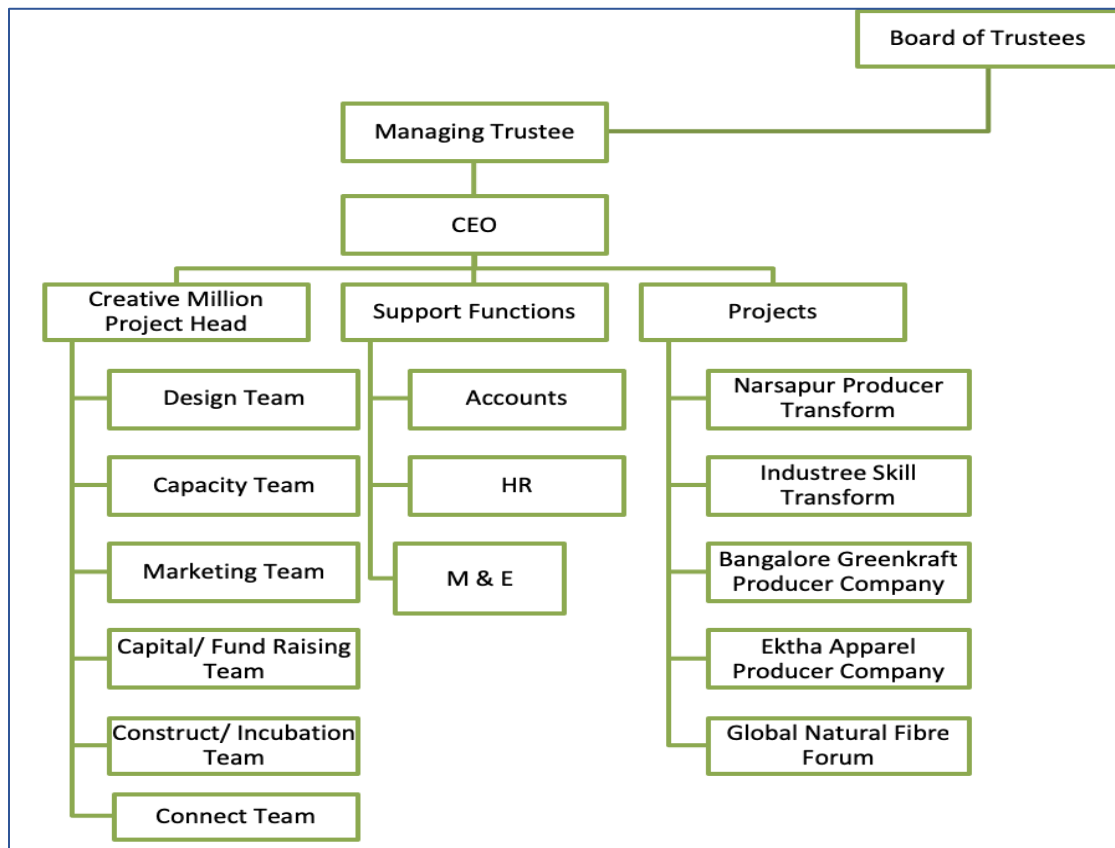 Board of Trustees
Managing Trustee
CEO
Creative Million
Project Head
Support Functions
Projects
Design Team
Capacity Team
Marketing Team
Capital/ Fund Raising
Team
Construct/ Incubation
Team
Connect Team
Accounts
HR
M & E
Narsapur Producer
Transform
Industree Skill
Transform
Bangalore Greenkraft
Producer Company
Ektha Apparel
Producer Company
Global Natural Fibre
Forum